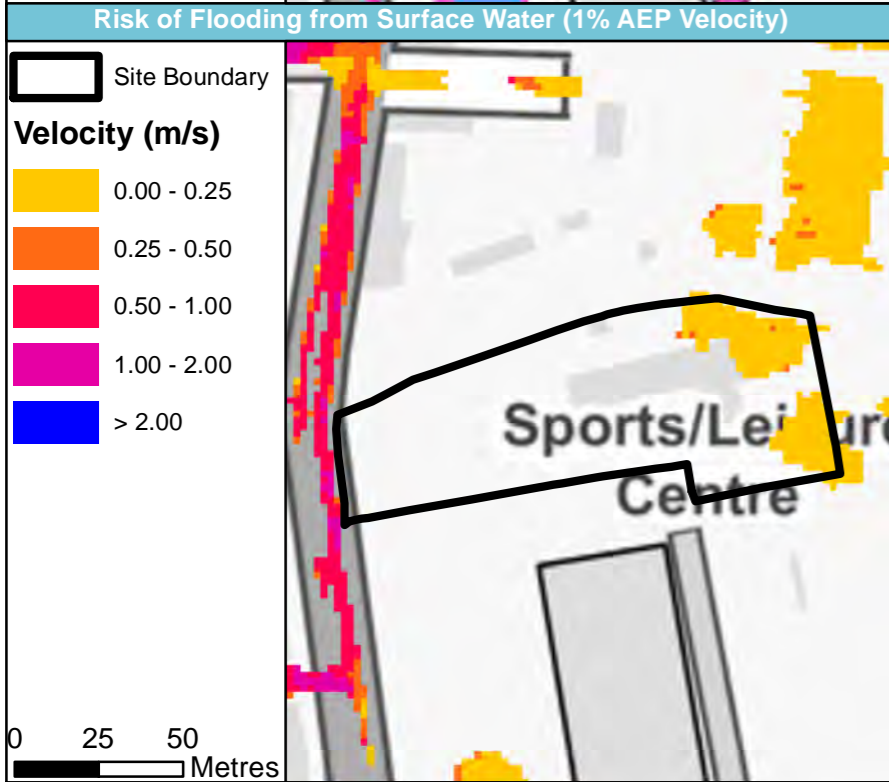 Risk of Flooding from Surface Water (1% AEP Velocity)
Site Boundary
Velocity (m/s)
0.00 - 0.25
0.25 - 0.50
0.50 - 1.00
1.00 - 2.00
> 2.00
0 25 50
Metres
Sports/Leisure
Centre